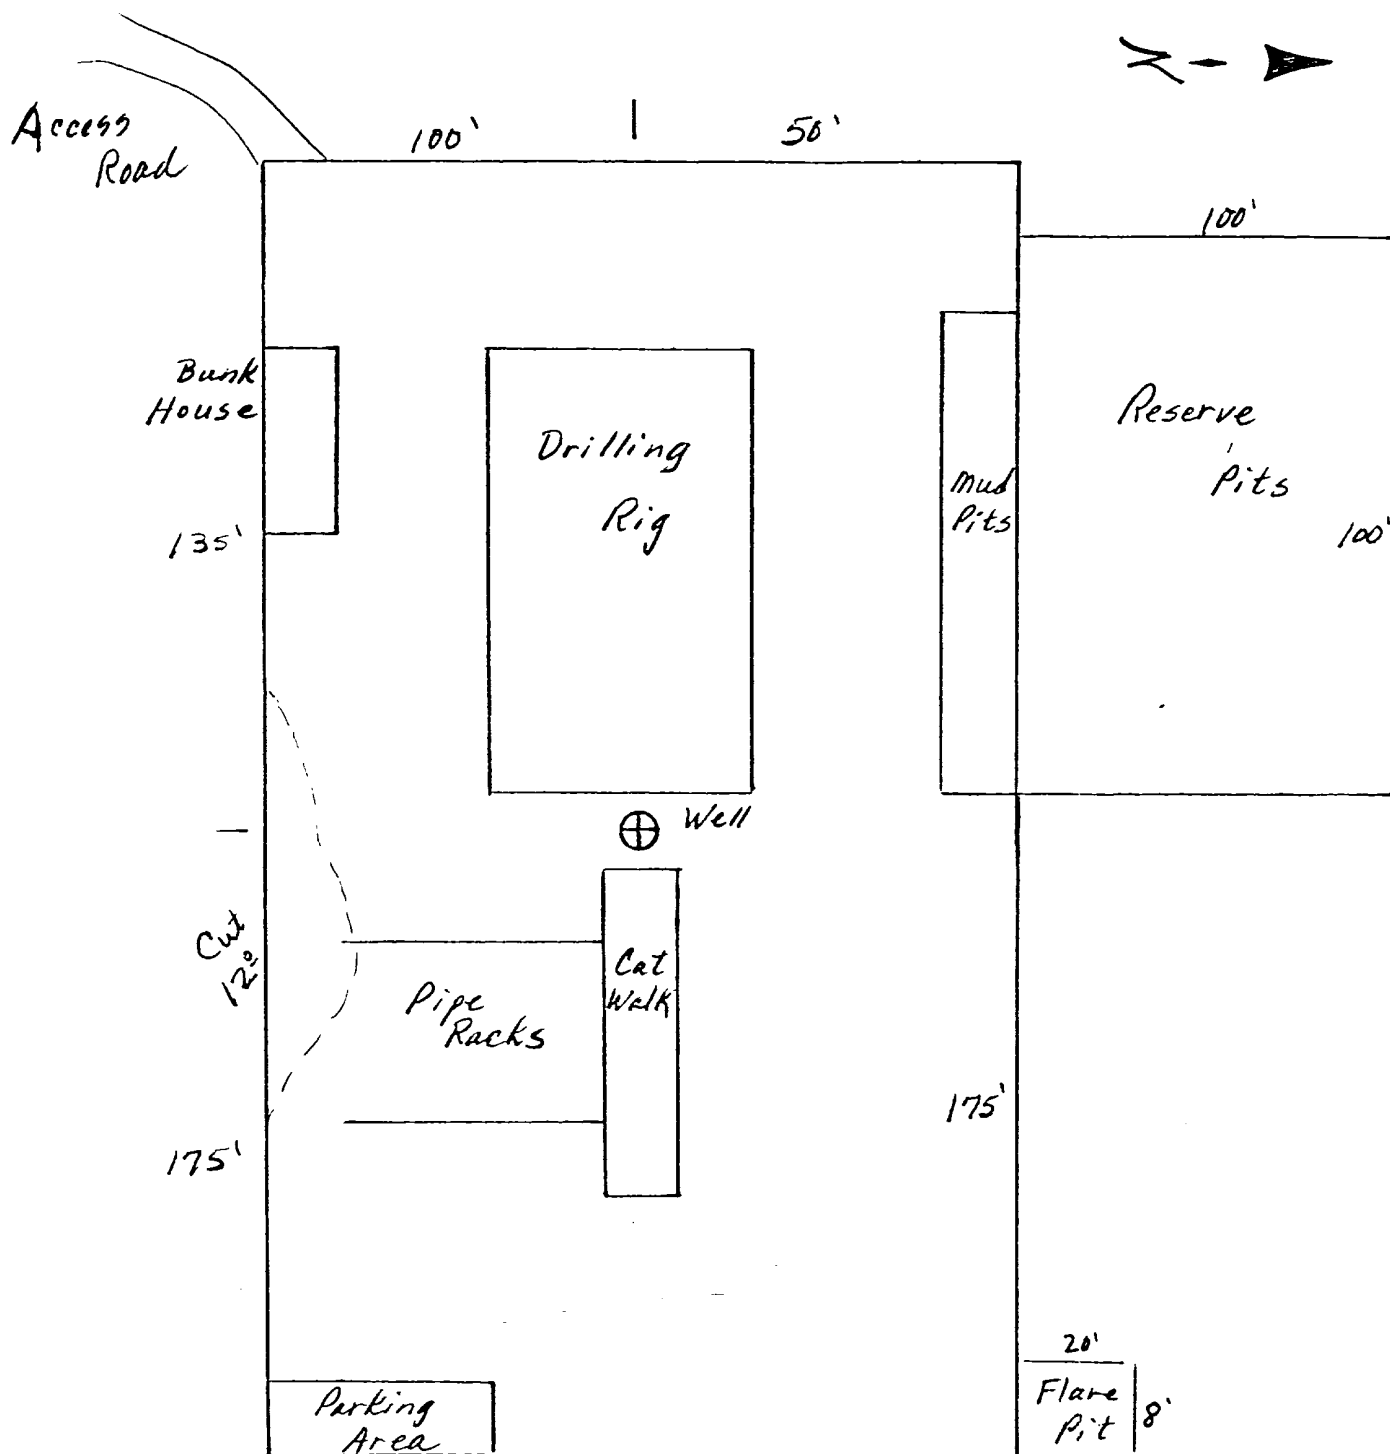 N
Access
Road
100'
50'
100'
Bunk
House
Drilling
Rig
Mud
Pits
Reserve
Pits
100'
135'
Well
Cut
12°
Cat
Walk
Pipe
Racks
175'
175'
20'
Flare
Pit
8'
Parking
Area